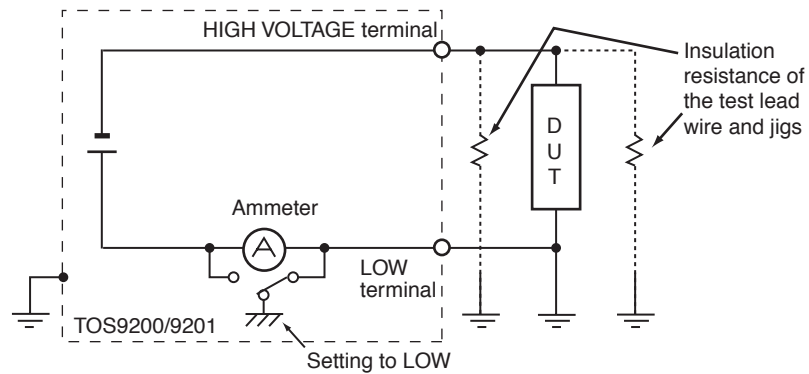 HIGH VOLTAGE terminal
Insulation
resistance of
the test lead
wire and jigs
D
U
T
Ammeter
A
LOW
terminal
TOS9200/9201
Setting to LOW